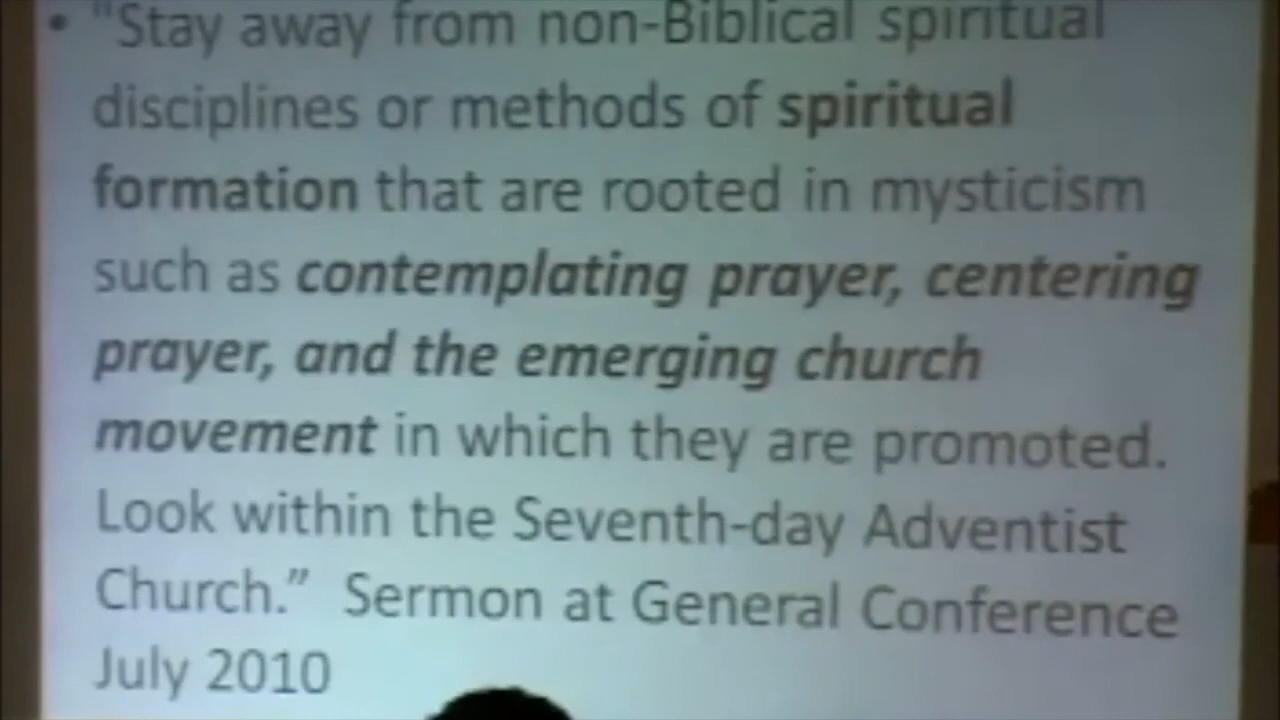 • "Stay away from non-Biblical spiritual
disciplines or methods of spiritual
formation that are rooted in mysticism
such as contemplating prayer, centering
prayer, and the emerging church
movement in which they are promoted.
Look within the Seventh-day Adventist
Church.” Sermon at General Conference
July 2010